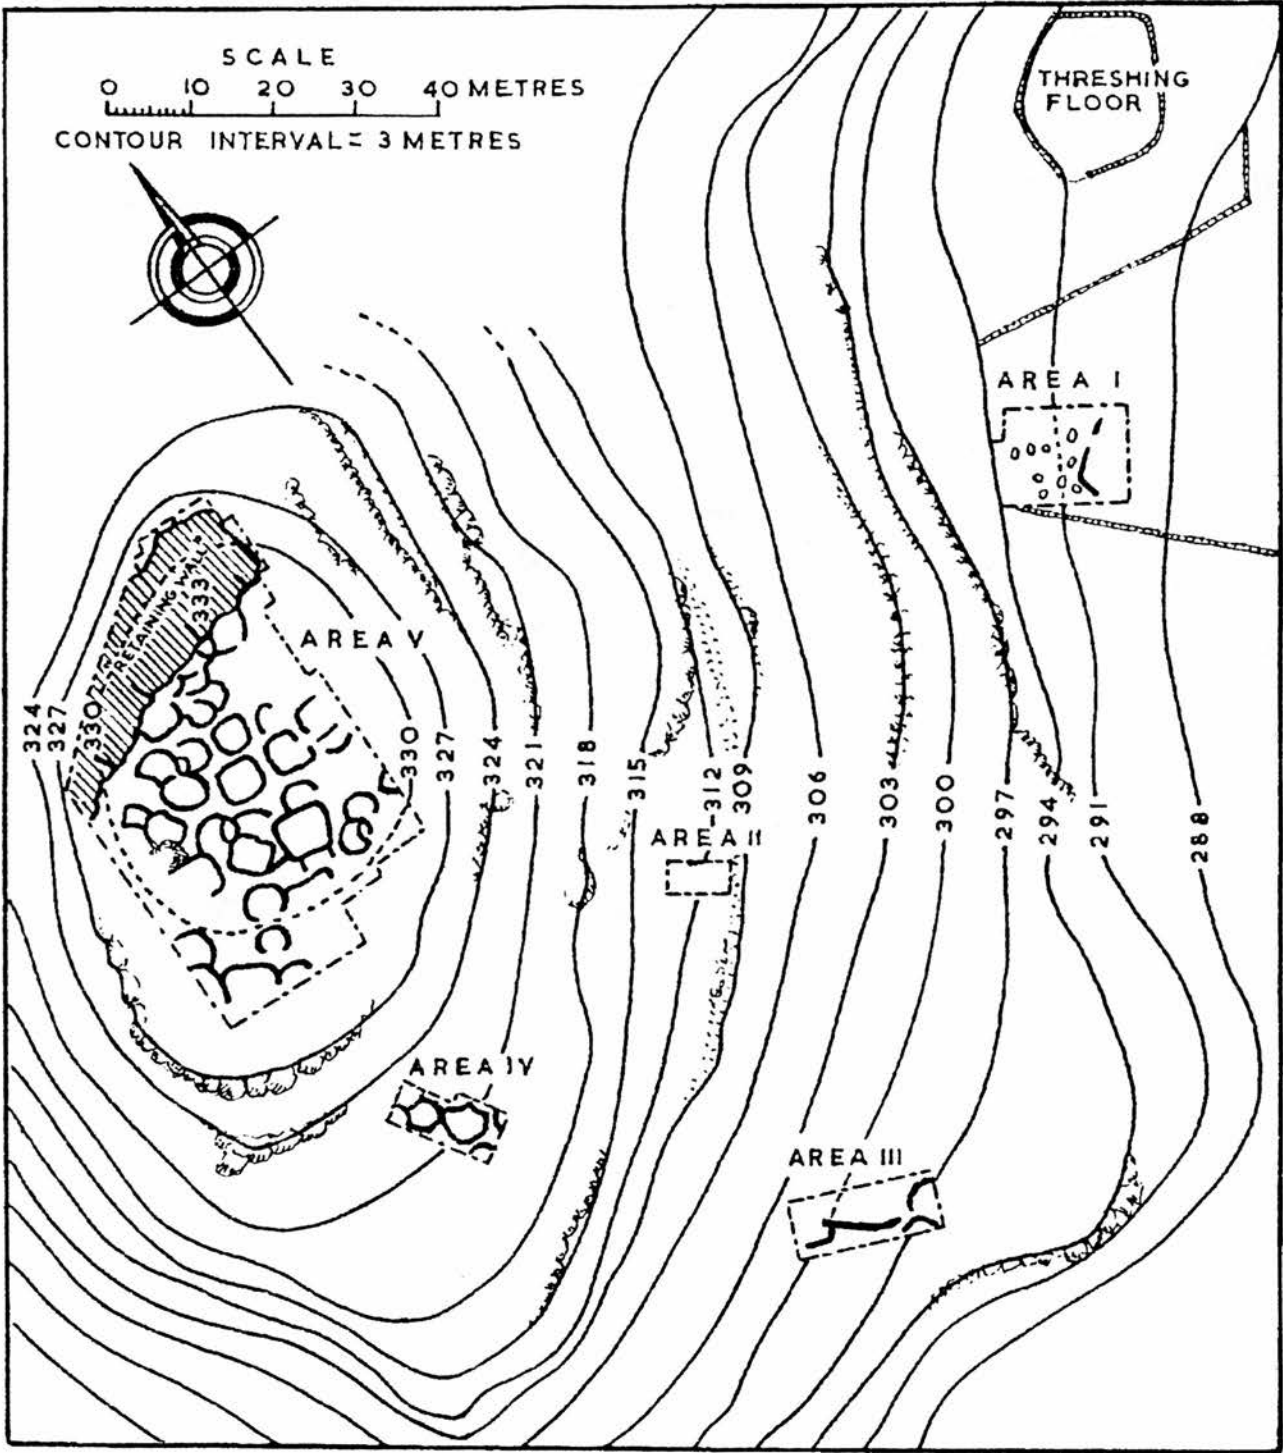 SCALE
0 10 20 30 40 METRES
CONTOUR INTERVAL = 3 METRES
THRESHING
FLOOR
AREA I
RETAINING WALL
333
AREA V
324 327 330
330 327 324 321 318 315 312 309 306 303 300 297 294 291 288
AREA II
AREA IV
AREA III